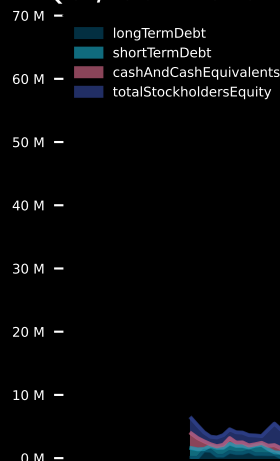 70 M
longTermDebt
shortTermDebt
60 M
cashAndCashEquivalents
totalStockholdersEquity
50 M
40 M
30 M
20 M
10 M
0 M